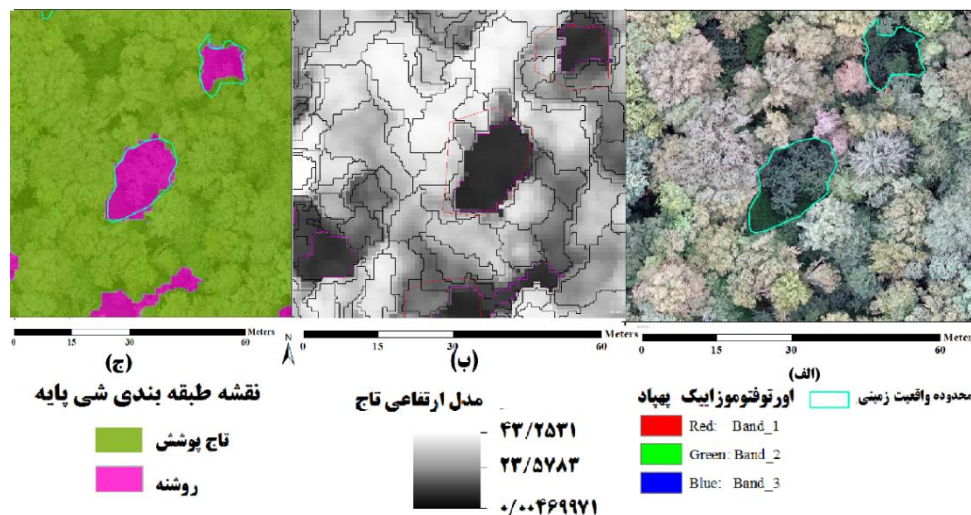 Meters
0 15 30 60
(ج)
نقشه طبقه بندی شی پایه
تاج پوشش
روشنه
N
Meters
0 15 30 60
(ب)
مدل ارتفاعی تاج
۴۳/۲۵۳۱
۲۳/۵۷۸۳
۰/۰۰۴۶۹۹۷۱
Meters
0 15 30 60
(الف)
اورتوفتوموزاییک پهپاد
محدوده واقعیت زمینی
Red: Band_1
Green: Band_2
Blue: Band_3